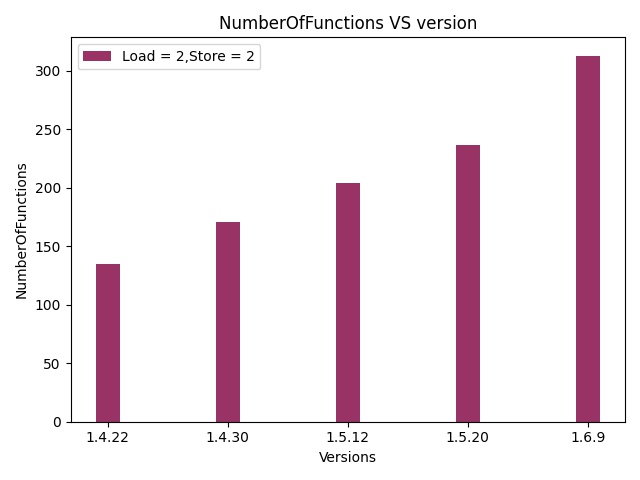 NumberOfFunctions VS version
Load = 2,Store = 2
NumberOfFunctions
300
250
200
150
100
50
0
1.4.22 1.4.30 1.5.12 1.5.20 1.6.9
Versions